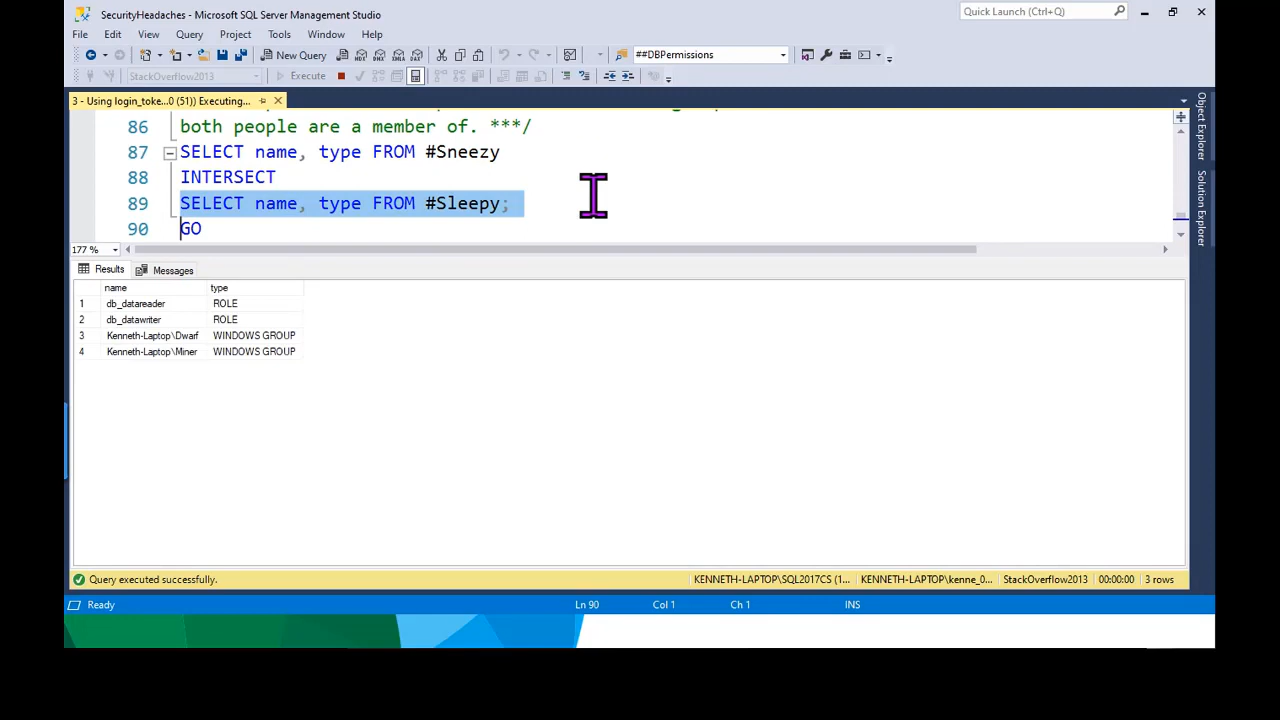 SecurityHeadaches - Microsoft SQL Server Management Studio
Quick Launch (Ctrl+Q)
File Edit View Query Project Tools Window Help
New Query ##DBPermissions
StackOverflow2013 Execute
3 - Using login_toke...0 (51)) Executing...
86 both people are a member of. ***/
87 SELECT name, type FROM #Sneezy
88 INTERSECT
89 SELECT name, type FROM #Sleepy;
90 GO
177 %
Results Messages
name type
1 db_datareader ROLE
2 db_datawriter ROLE
3 Kenneth-Laptop\Dwarf WINDOWS GROUP
4 Kenneth-Laptop\Miner WINDOWS GROUP
Query executed successfully. KENNETH-LAPTOP\SQL2017CS (1... KENNETH-LAPTOP\kenne_0... StackOverflow2013 00:00:00 3 rows
Ready Ln 90 Col 1 Ch 1 INS
Object Explorer
Solution Explorer